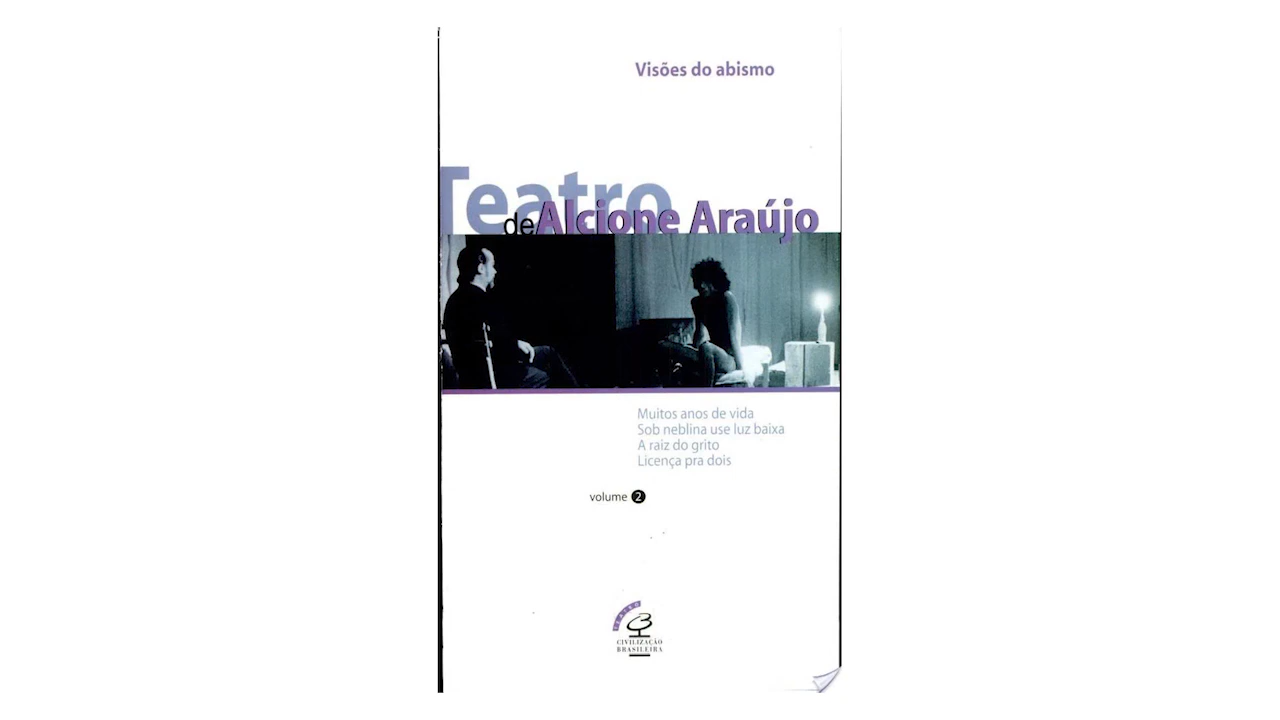 Visões do abismo
Teatro
de Alcione Araújo
Muitos anos de vida
Sob neblina use luz baixa
A raiz do grito
Licença pra dois
volume 2
TEATRO
CIVILIZAÇÃO
BRASILEIRA